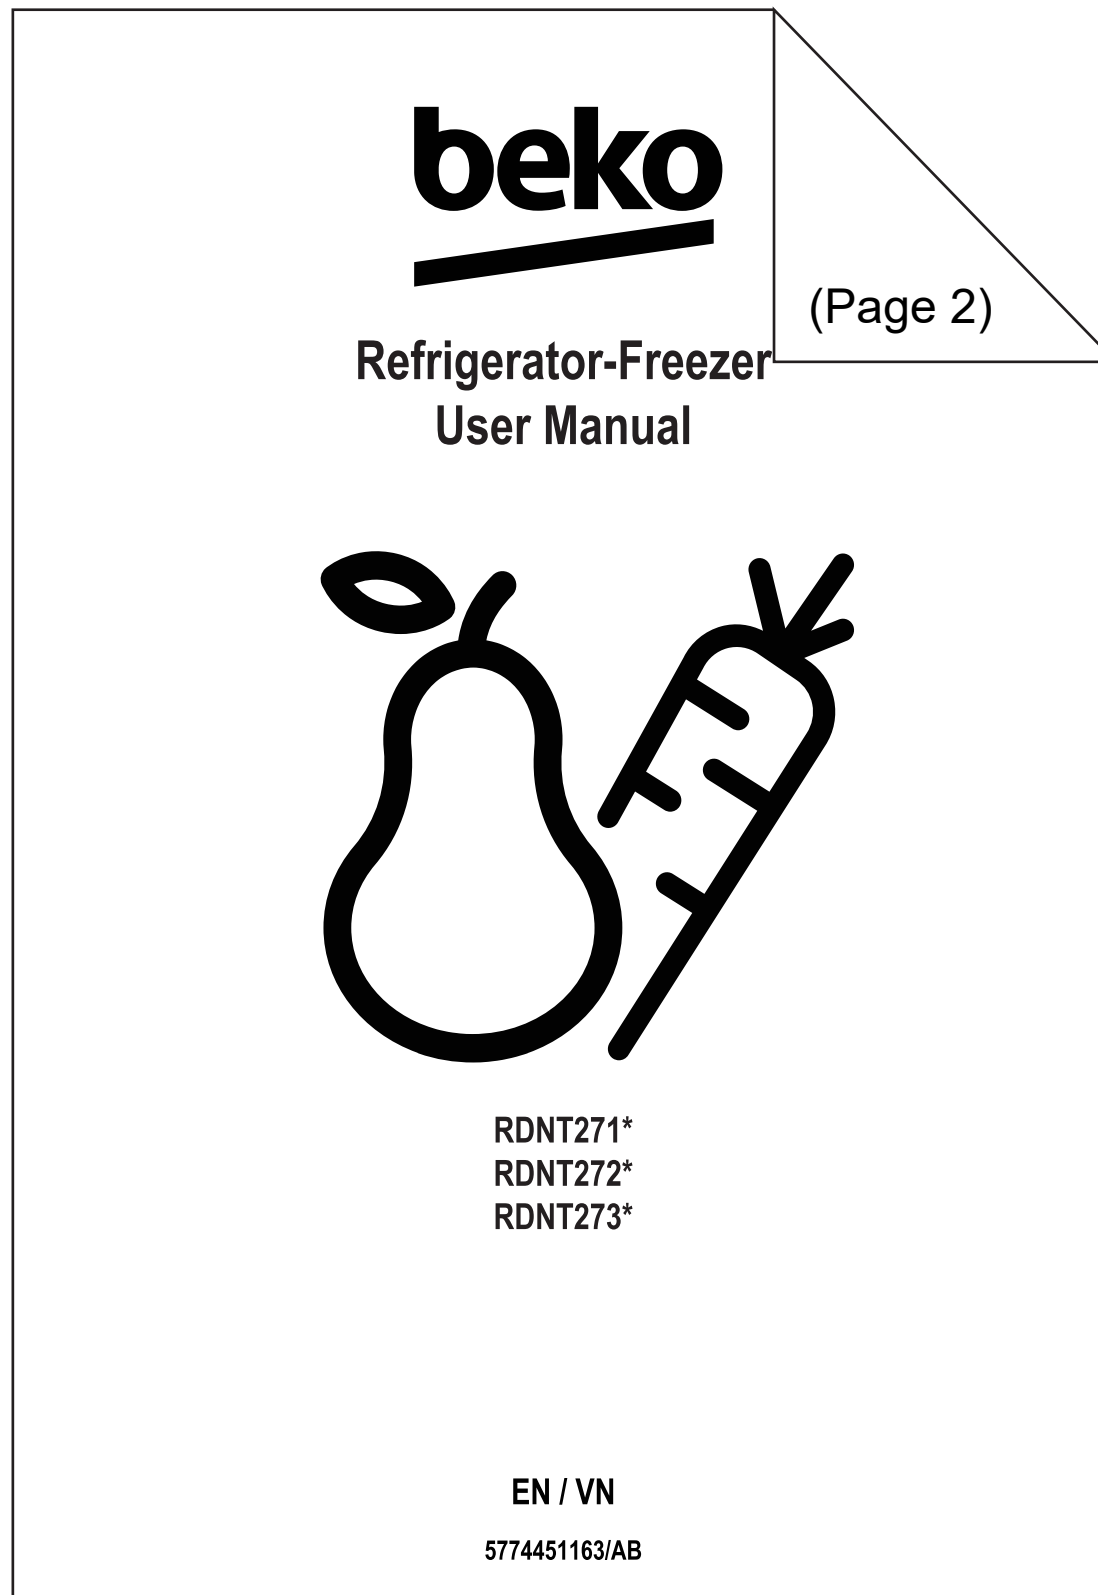 beko
(Page 2)
Refrigerator-Freezer
User Manual
RDNT271*
RDNT272*
RDNT273*
EN / VN
5774451163/AB